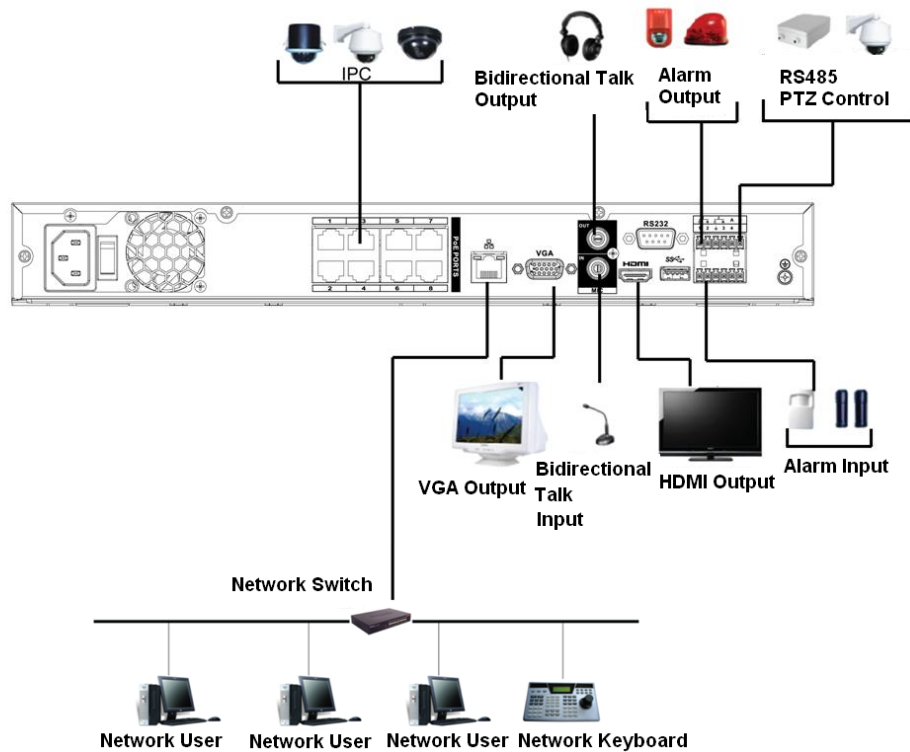 IPC
Bidirectional Talk
Output
Alarm
Output
RS485
PTZ Control
1 3 5 7
2 4 6 8
PoE PORTS
VGA
OUT
IN
MIC
RS232
HDMI
SS
A
VGA Output
Bidirectional
Talk
Input
HDMI Output
Alarm Input
Network Switch
Network User
Network User
Network User
Network Keyboard